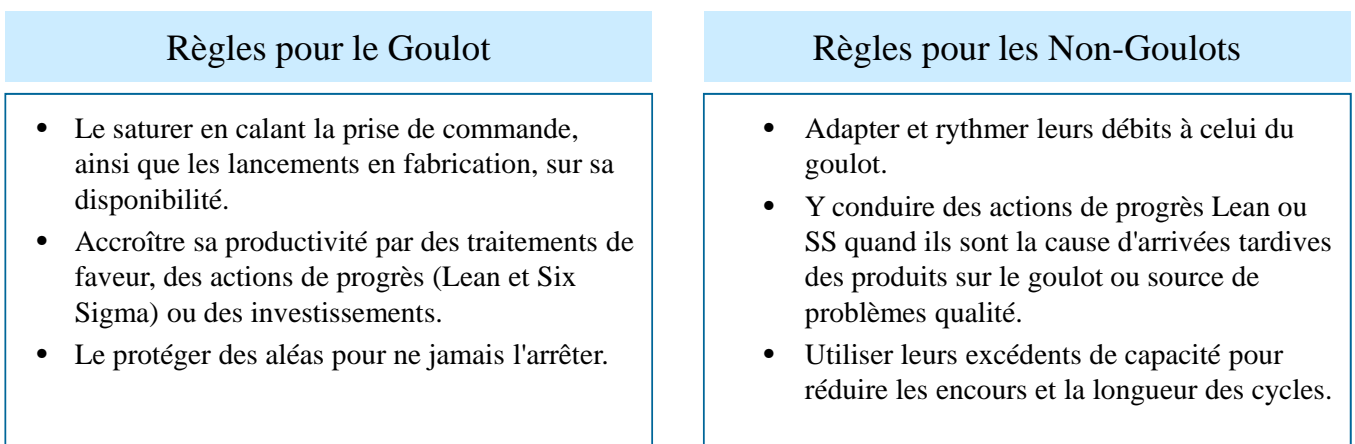 Règles pour le Goulot
• Le saturer en calant la prise de commande,
ainsi que les lancements en fabrication, sur sa
disponibilité.
• Accroître sa productivité par des traitements de
faveur, des actions de progrès (Lean et Six
Sigma) ou des investissements.
• Le protéger des aléas pour ne jamais l'arrêter.
Règles pour les Non-Goulots
• Adapter et rythmer leurs débits à celui du
goulot.
• Y conduire des actions de progrès Lean ou
SS quand ils sont la cause d'arrivées tardives
des produits sur le goulot ou source de
problèmes qualité.
• Utiliser leurs excédents de capacité pour
réduire les encours et la longueur des cycles.